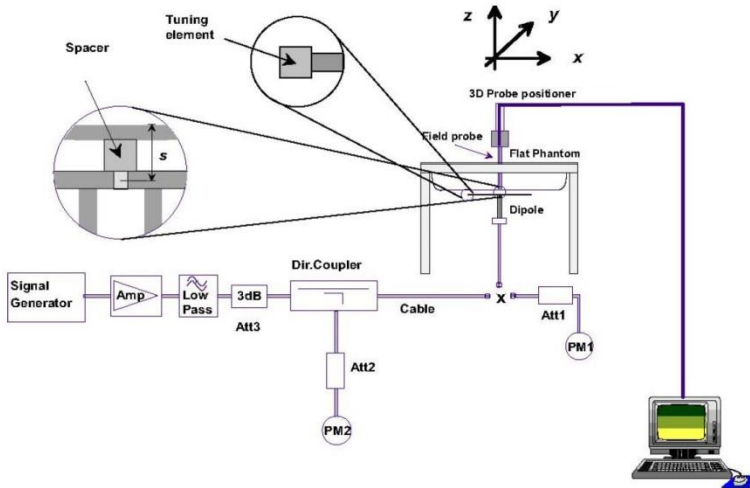 z
y
x
Tuning
element
Spacer
s
3D Probe positioner
Field probe
Flat Phantom
Dipole
Signal
Generator
Amp
Low
Pass
3dB
Att3
Dir.Coupler
Cable
X
Att1
PM1
Att2
PM2